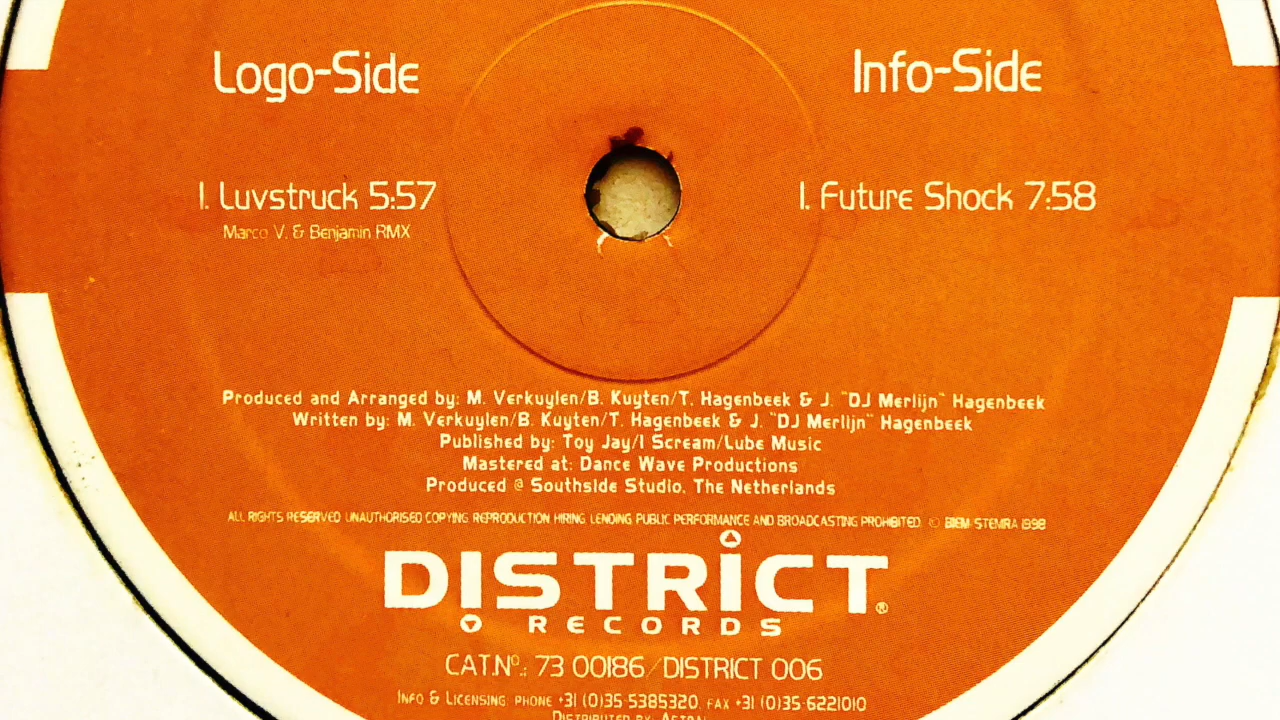 Logo-Side
Info-Side
1. Luvstruck 5:57
Marco V. & Benjamin RMX
1. Future Shock 7:58
Produced and Arranged by: M. Verkuylen/B. Kuyten/T. Hagenbeek & J. "DJ Merlijn" Hagenbeek
Written by: M. Verkuylen/B. Kuyten/T. Hagenbeek & J. "DJ Merlijn" Hagenbeek
Published by: Toy Jay/I Scream/Lube Music
Mastered at: Dance Wave Productions
Produced @ Southside Studio, The Netherlands
ALL RIGHTS RESERVED UNAUTHORISED COPYING REPRODUCTION HIRING LENDING PUBLIC PERFORMANCE AND BROADCASTING PROHIBITED. © BIEM/STEMRA 1998
DISTRICT®
RECORDS
CAT.Nº.: 73 00186/DISTRICT 006
INFO & LICENSING: PHONE +31 (0)35-5385320, FAX +31 (0)35-6221010
DISTRIBUTED BY: